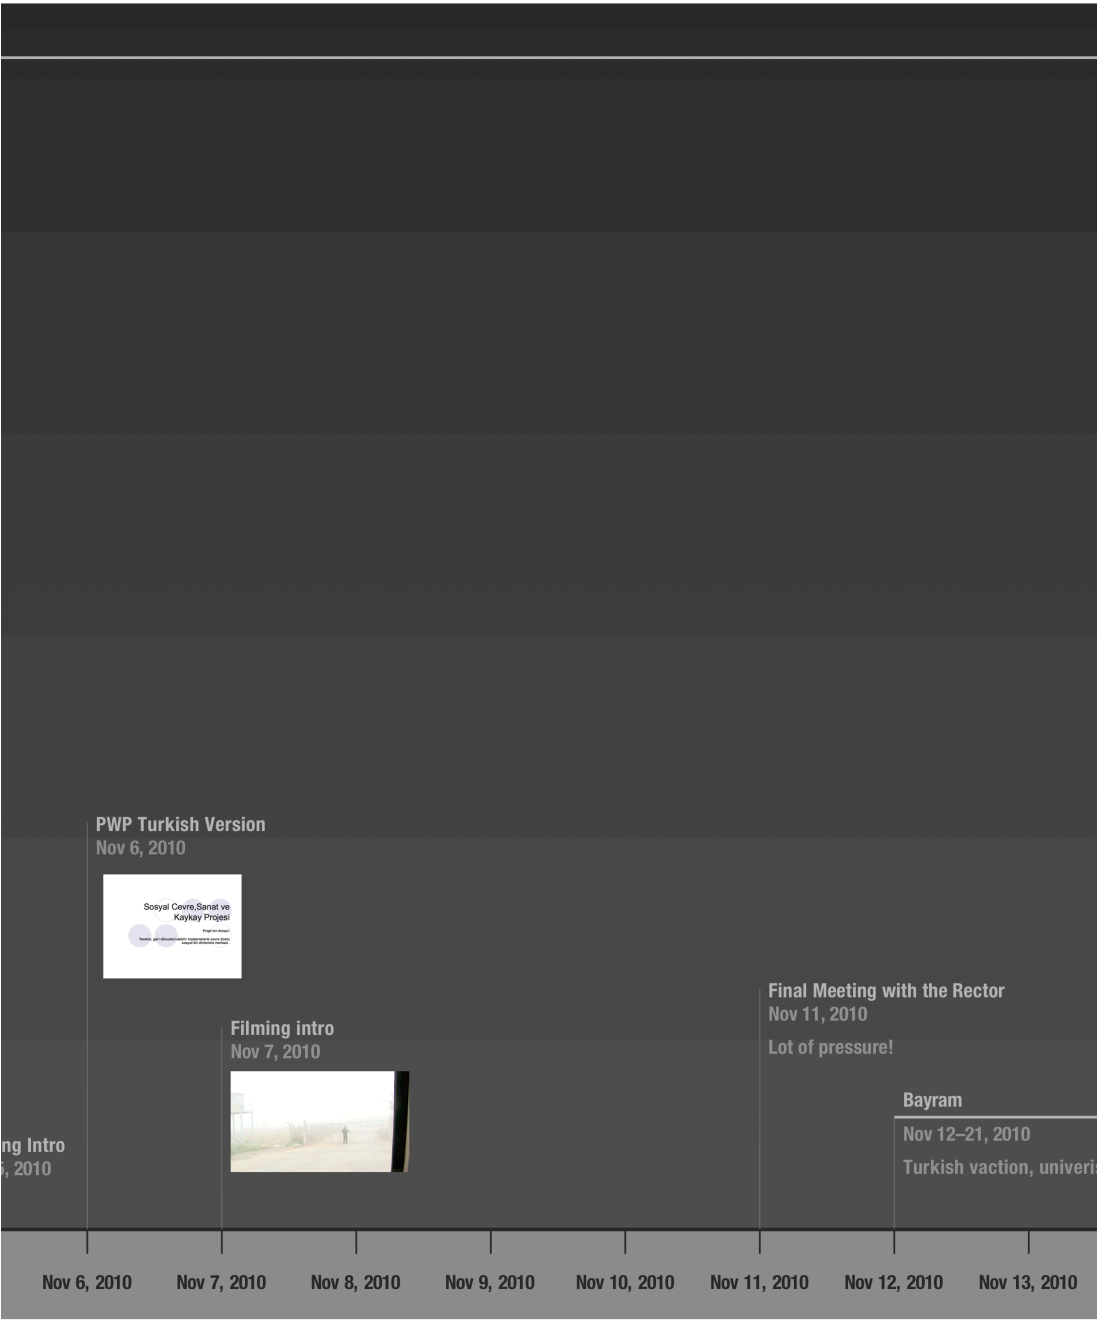 PWP Turkish Version
Nov 6, 2010
Sosyal Cevre,Sanat ve
Kaykay Projesi
Filming intro
Nov 7, 2010
Final Meeting with the Rector
Nov 11, 2010
Lot of pressure!
Bayram
Nov 12–21, 2010
Turkish vaction, univeris
ng Intro
, 2010
Nov 6, 2010
Nov 7, 2010
Nov 8, 2010
Nov 9, 2010
Nov 10, 2010
Nov 11, 2010
Nov 12, 2010
Nov 13, 2010